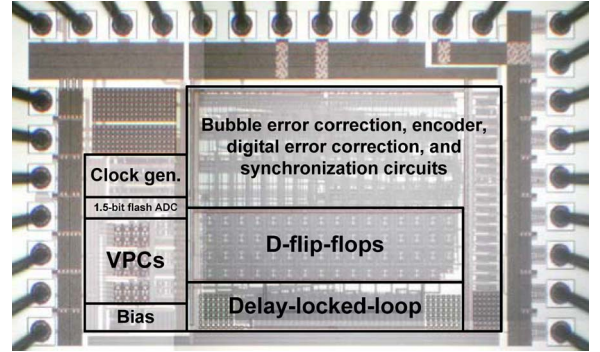 Bubble error correction, encoder,
digital error correction, and
synchronization circuits
Clock gen.
1.5-bit flash ADC
D-flip-flops
VPCs
Delay-locked-loop
Bias